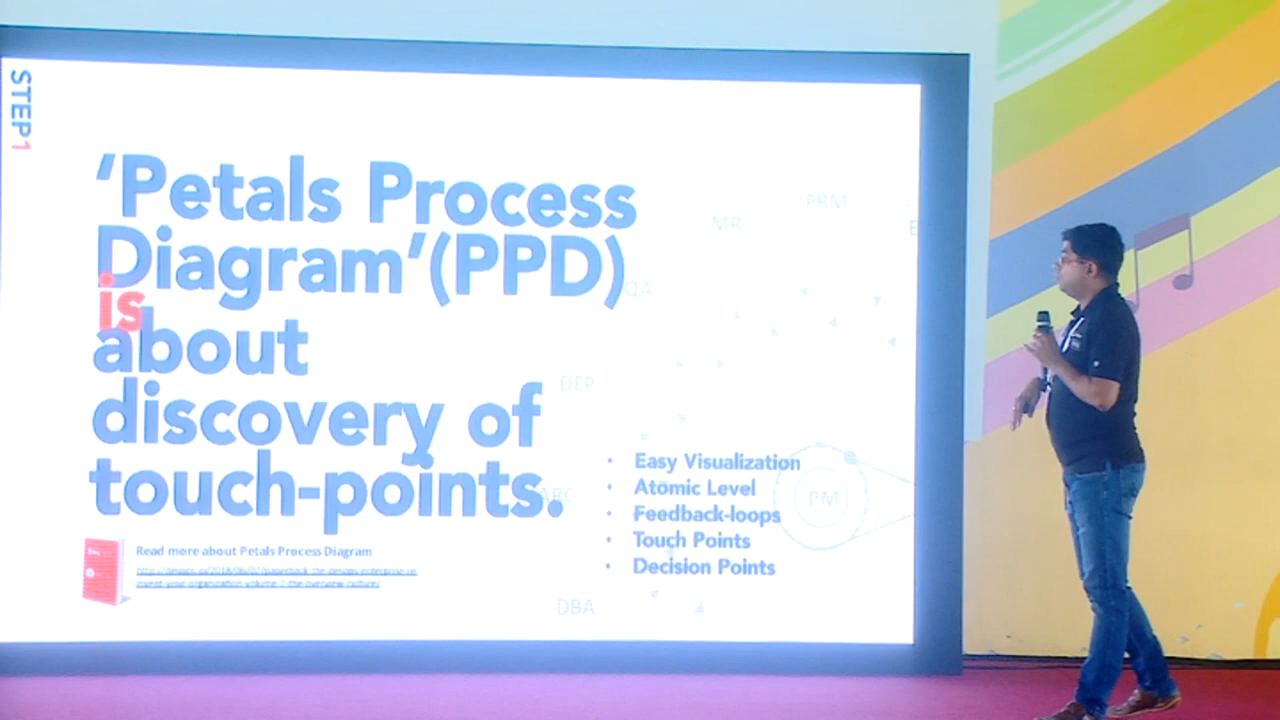 STEP1
‘Petals Process
Diagram’(PPD)
is
about
discovery of
touch-points.
MR
PRM
QA
DEP
ARC
PM
DBA
• Easy Visualization
• Atomic Level
• Feedback-loops
• Touch Points
• Decision Points
Read more about Petals Process Diagram